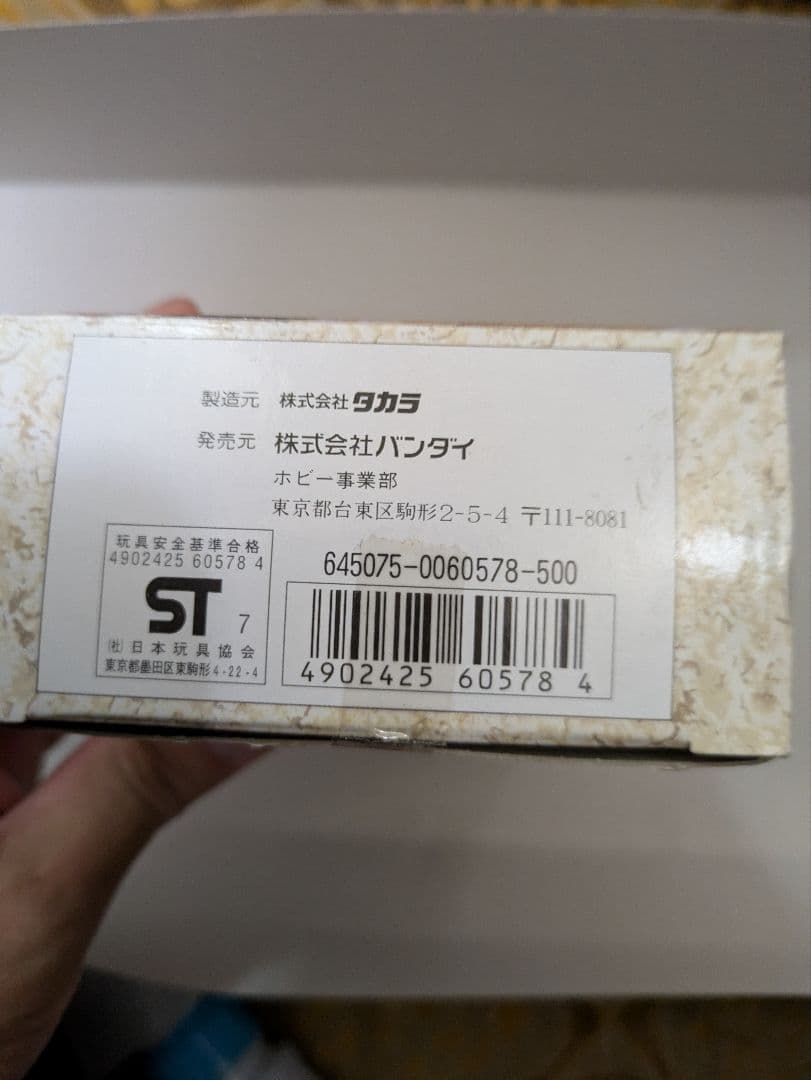 製造元 株式会社タカラ
発売元 株式会社バンダイ
ホビー事業部
東京都台東区駒形2-5-4 〒111-8081
玩具安全基準合格
4902425 60578 4
ST 7
(社)日本玩具協会
東京都墨田区東駒形4-22-4
645075-0060578-500
4902425 60578 4